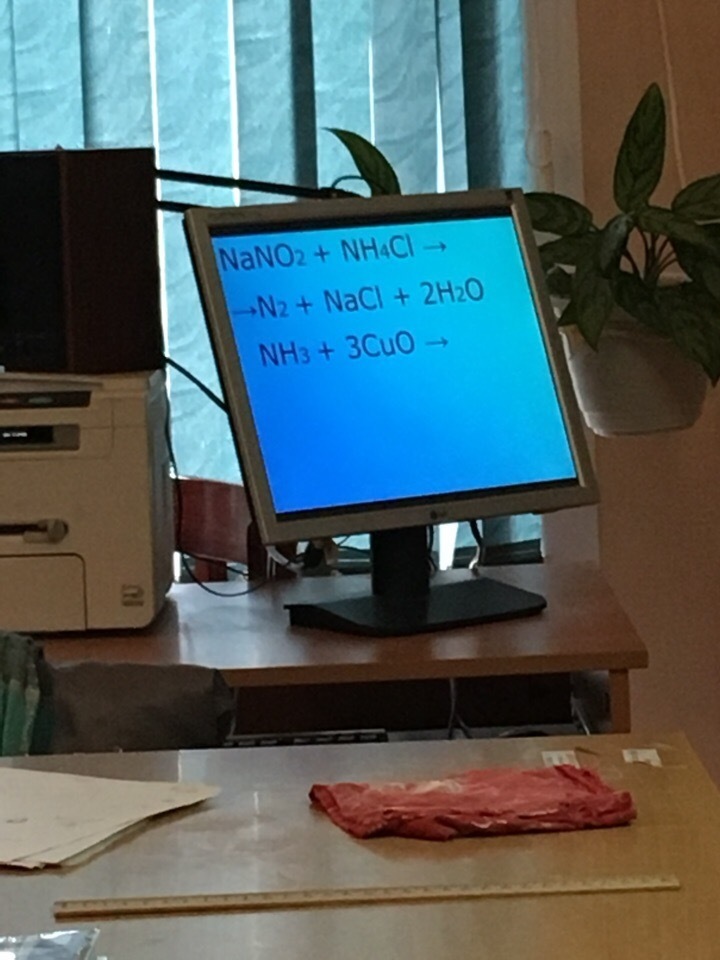 NaNO2 + NH4Cl →
→N2 + NaCl + 2H2O
NH3 + 3CuO →